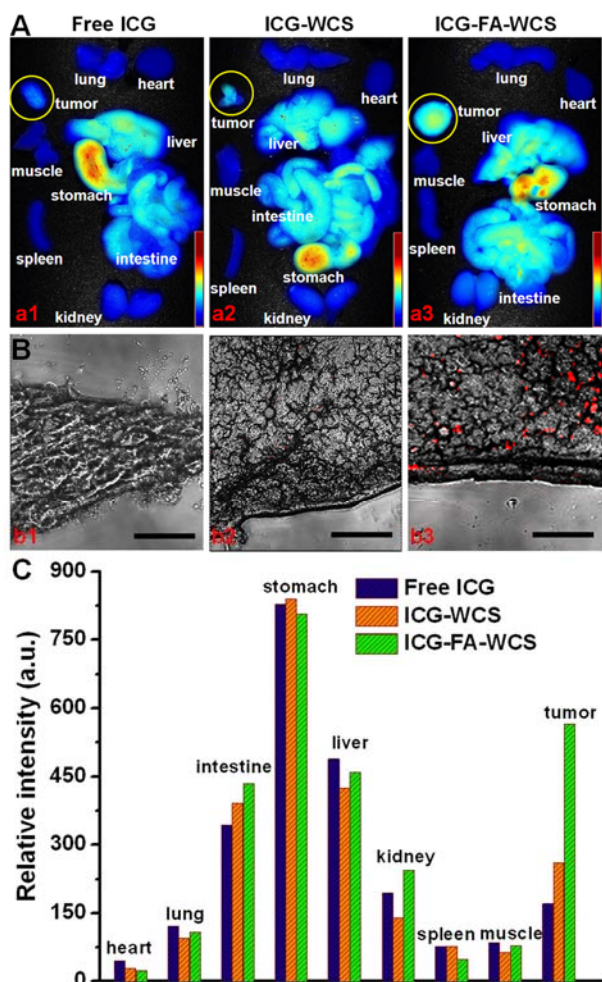 A
Free ICG
ICG-WCS
ICG-FA-WCS
lung
heart
tumor
liver
muscle
stomach
spleen
intestine
kidney
a1
lung
heart
tumor
liver
muscle
intestine
stomach
spleen
kidney
a2
lung
heart
tumor
liver
muscle
stomach
spleen
intestine
kidney
a3
B
b1
b2
b3
C
Relative intensity (a.u.)
900
750
600
450
300
150
0
Free ICG
ICG-WCS
ICG-FA-WCS
heart
lung
intestine
stomach
liver
kidney
spleen
muscle
tumor